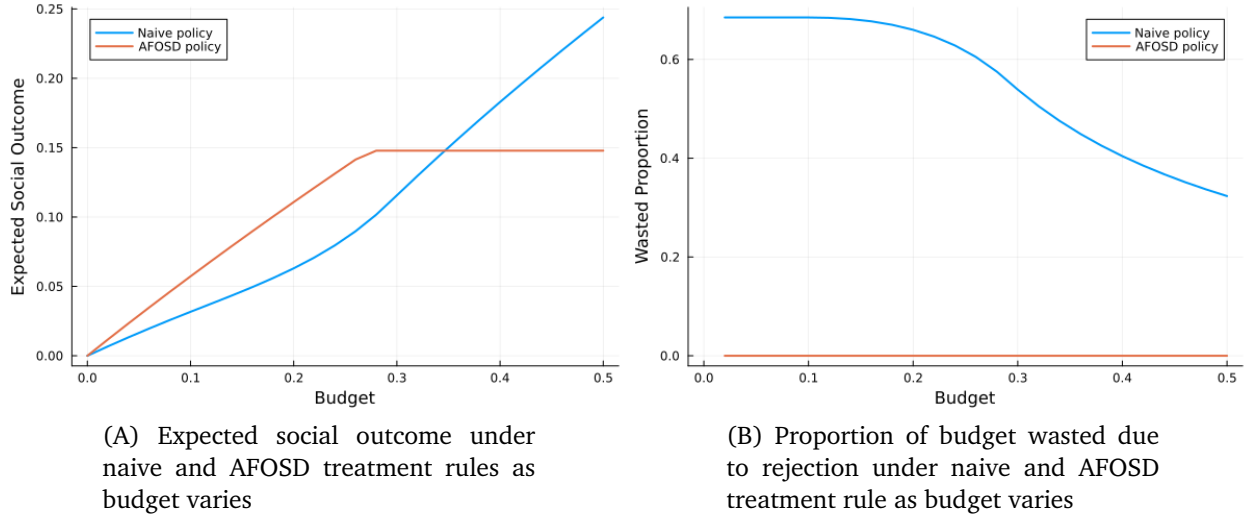 0.25
0.20
0.15
0.10
0.05
0.00
Expected Social Outcome
Naive policy
AFOSD policy
0.0 0.1 0.2 0.3 0.4 0.5
Budget
(A) Expected social outcome under
naive and AFOSD treatment rules as
budget varies
0.6
0.4
0.2
0.0
Wasted Proportion
Naive policy
AFOSD policy
0.0 0.1 0.2 0.3 0.4 0.5
Budget
(B) Proportion of budget wasted due
to rejection under naive and AFOSD
treatment rule as budget varies